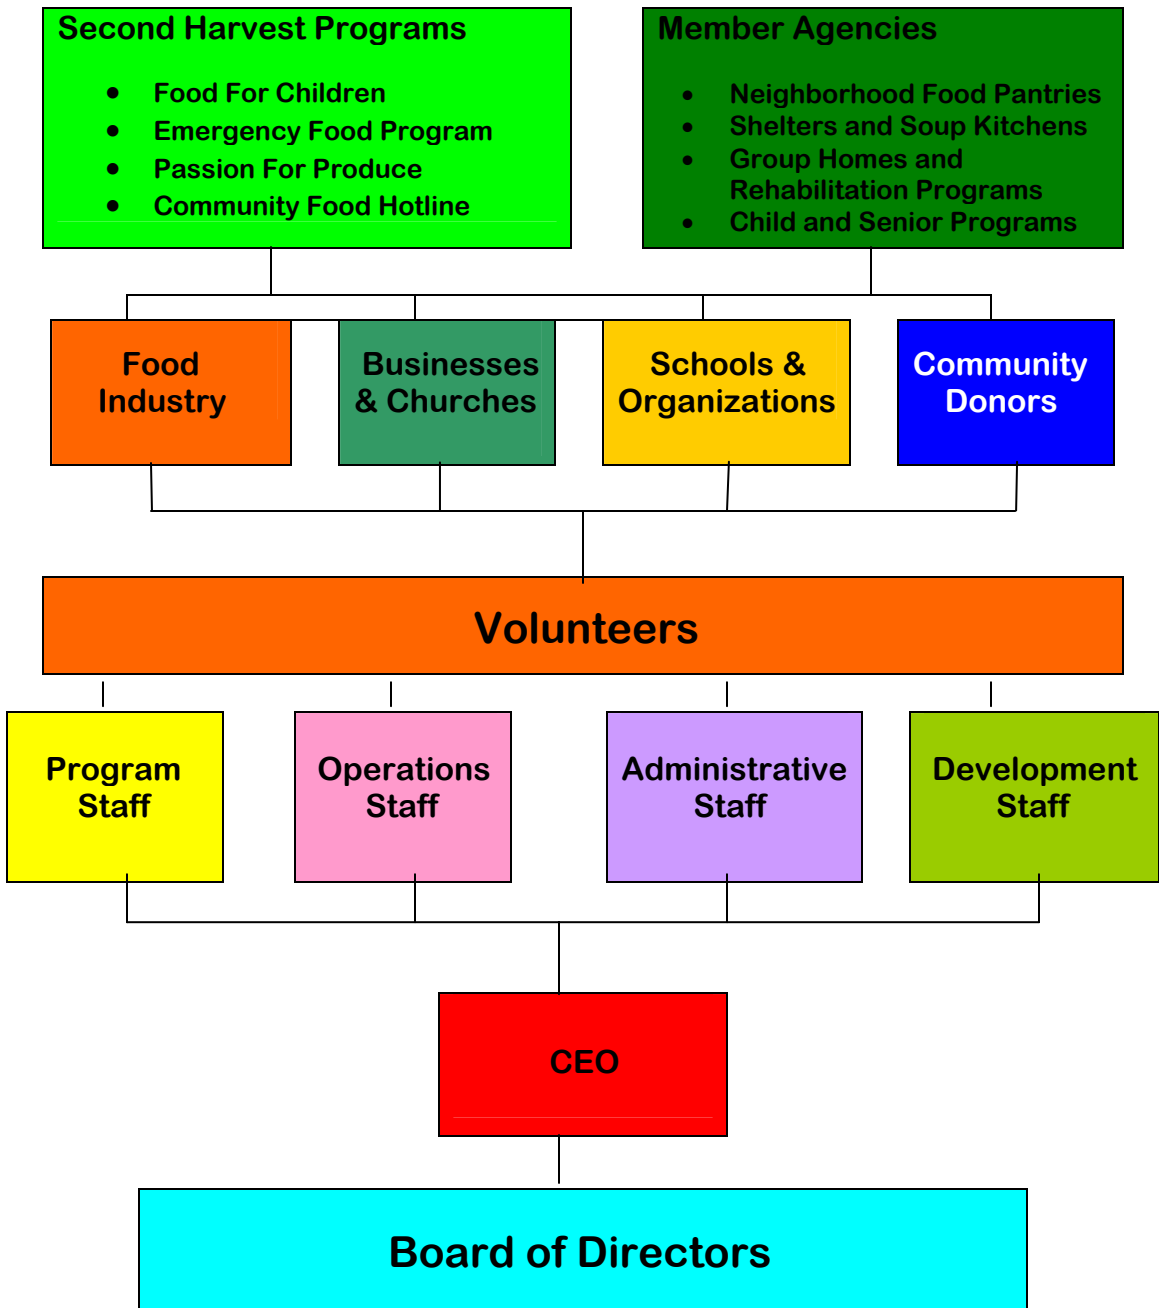 Second Harvest Programs
• Food For Children
• Emergency Food Program
• Passion For Produce
• Community Food Hotline
Member Agencies
• Neighborhood Food Pantries
• Shelters and Soup Kitchens
• Group Homes and
Rehabilitation Programs
• Child and Senior Programs
Food
Industry
Businesses
& Churches
Schools &
Organizations
Community
Donors
Volunteers
Program
Staff
Operations
Staff
Administrative
Staff
Development
Staff
CEO
Board of Directors